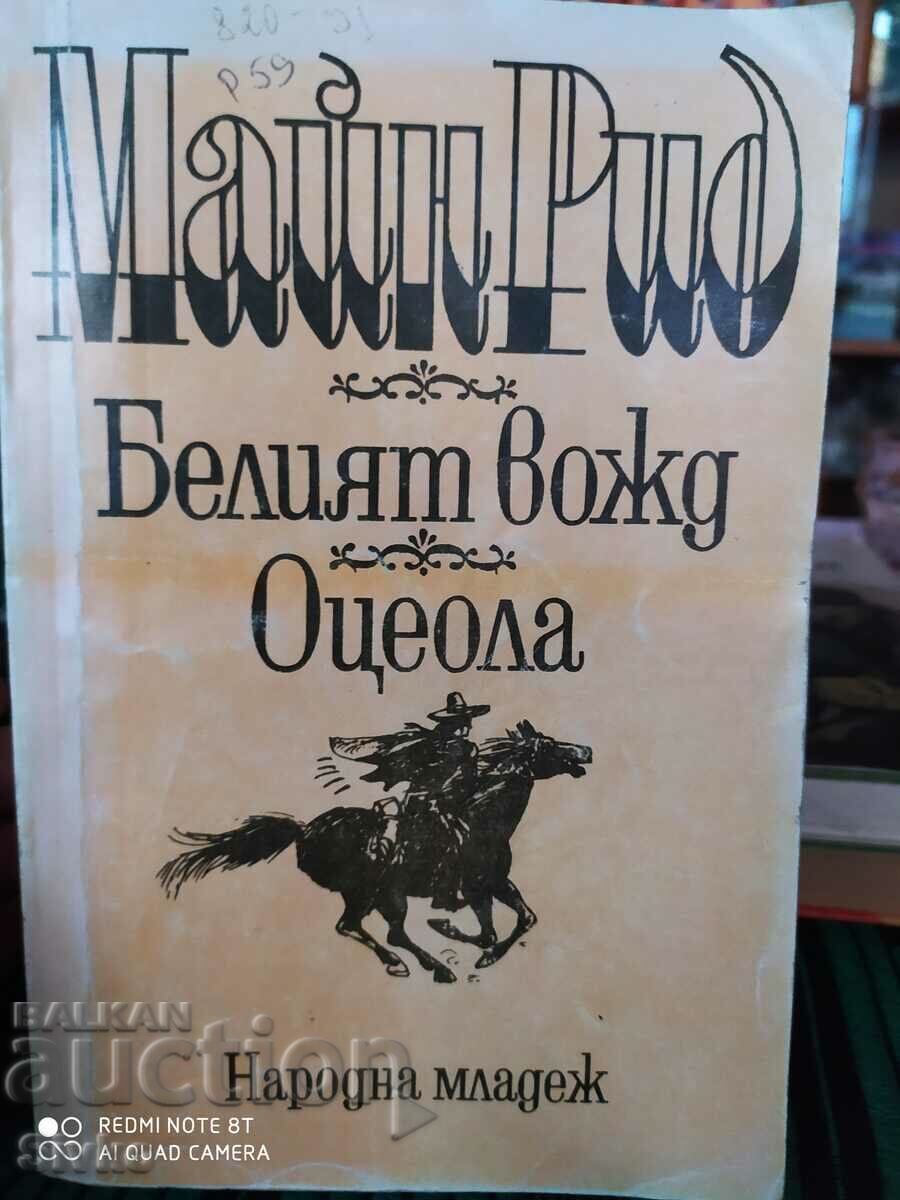 820-31
р59
Майн Рид
Белият вожд
Оцеола
BALKAN
auction
Народна младеж
REDMI NOTE 8T
AI QUAD CAMERA